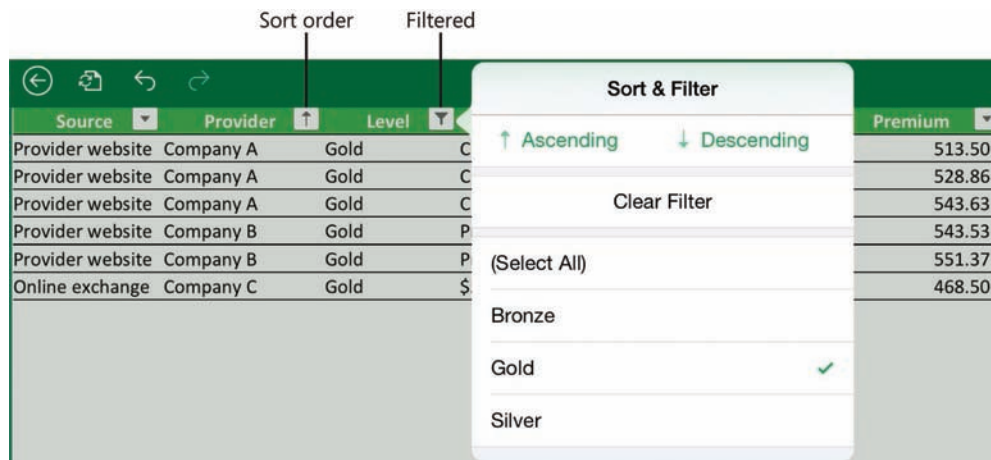 Sort order Filtered
Sort & Filter
Source Provider Level Premium
↑ Ascending ↓ Descending
Provider website Company A Gold C 513.50
Provider website Company A Gold C 528.86
Clear Filter
Provider website Company A Gold C 543.63
Provider website Company B Gold P 543.53
(Select All)
Provider website Company B Gold P 551.37
Online exchange Company C Gold $ 468.50
Bronze
Gold
Silver